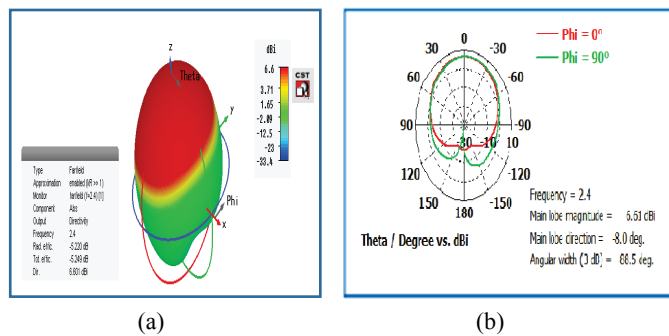 dBi
6.6
3.71
1.65
-2.89
-12.5
-23
-33.4
CST
z
Theta
y
Phi
x
Type Farfield
Approximation enabled (kR >> 1)
Monitor farfield (f=2.4) [1]
Component Abs
Output Directivity
Frequency 2.4
Rad. effic. -5.220 dB
Tot. effic. -5.249 dB
Dir. 6.601 dBi
(a)
(b)
Phi = 0°
Phi = 90°
0
30 -30
60 -60
90 -30 -10 10 -90
120 -120
150 -150
180
Theta / Degree vs. dBi
Frequency = 2.4
Main lobe magnitude = 6.61 dBi
Main lobe direction = -8.0 deg.
Angular width (3 dB) = 88.5 deg.